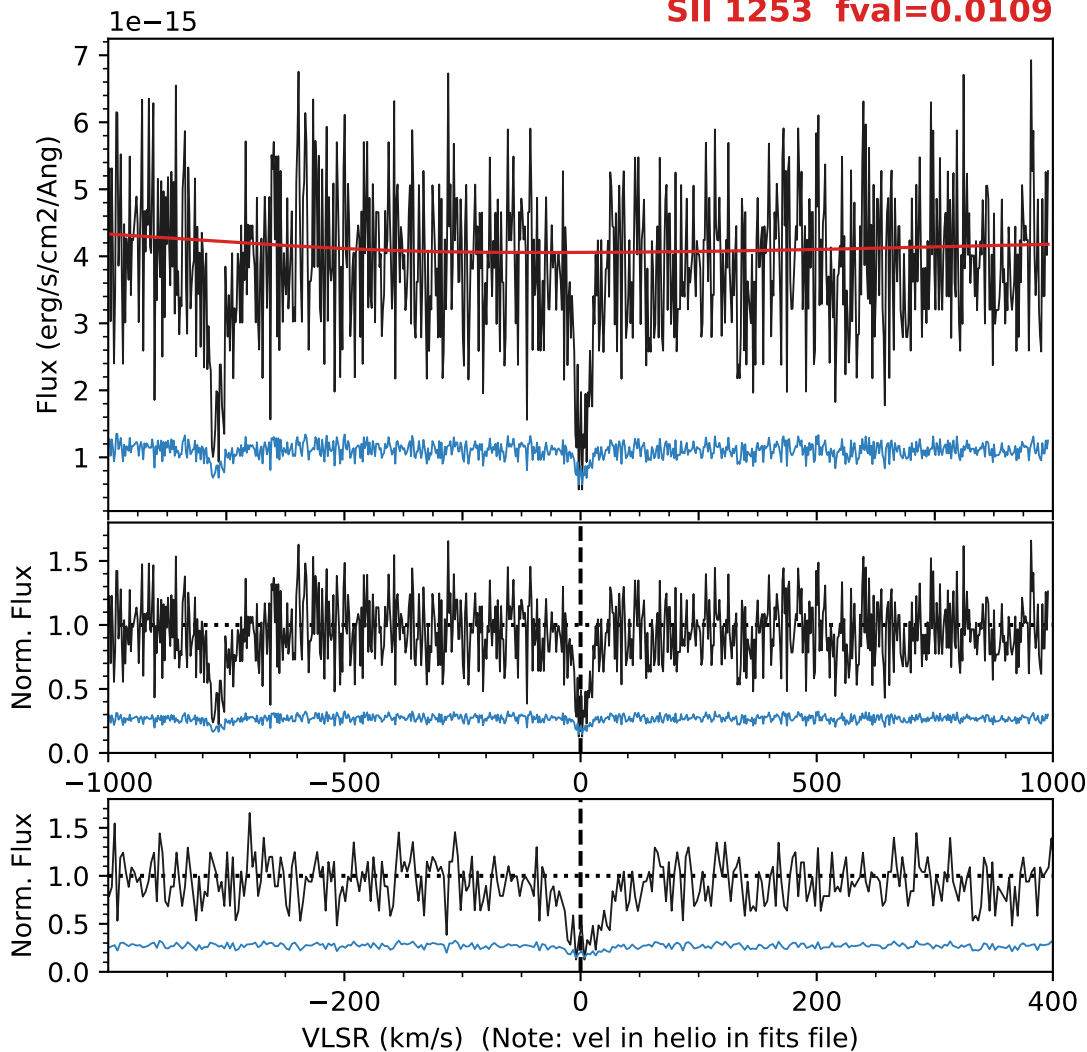 1e−15
SII 1253 fval=0.0109
7
6
5
4
3
2
1
Flux (erg/s/cm2/Ang)
1.5
1.0
0.5
0.0
Norm. Flux
−1000 −500 0 500 1000
1.5
1.0
0.5
0.0
Norm. Flux
−200 0 200 400
VLSR (km/s) (Note: vel in helio in fits file)